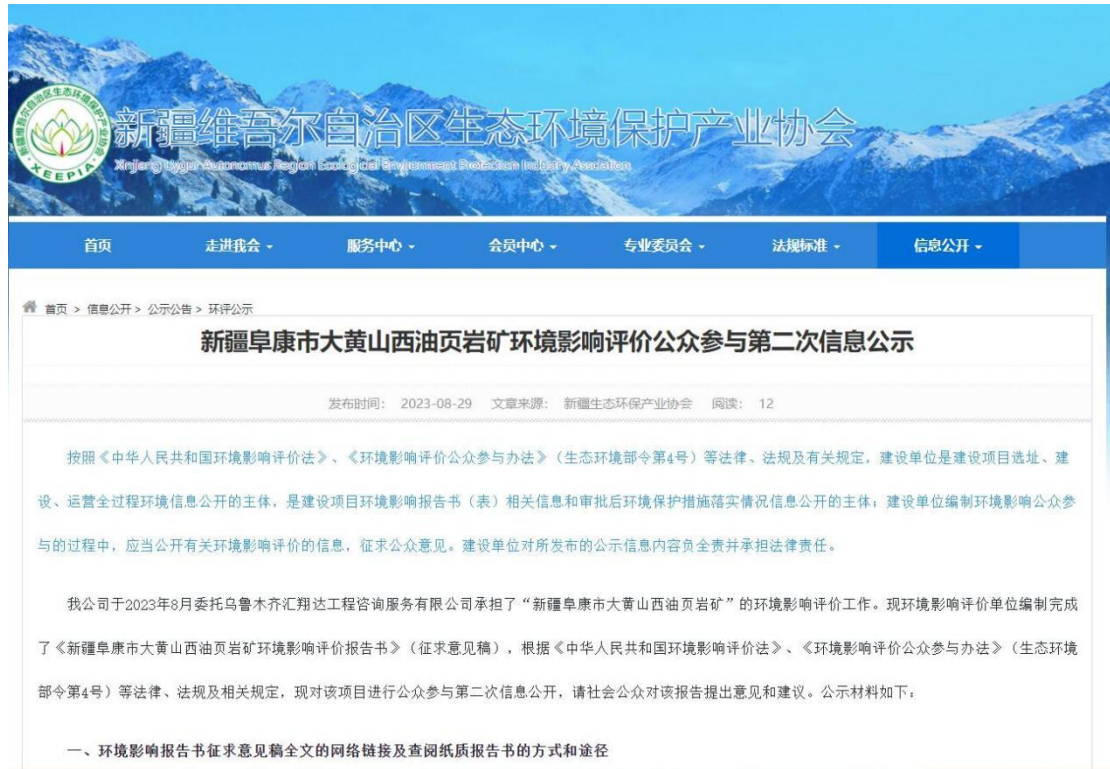 新疆维吾尔自治区生态环境保护产业协会
XEEPIA
首页 走进我会 服务中心 会员中心 专业委员会 法规标准 信息公开
首页 > 信息公开 > 公示公告 > 环评公示
新疆阜康市大黄山西油页岩矿环境影响评价公众参与第二次信息公示
发布时间: 2023-08-29 文章来源: 新疆生态环保产业协会 阅读: 12
按照《中华人民共和国环境影响评价法》、《环境影响评价公众参与办法》（生态环境部令第4号）等法律、法规及有关规定，建设单位是建设项目选址、建
设、运营全过程环境信息公开的主体，是建设项目环境影响报告书（表）相关信息和审批后环境保护措施落实情况信息公开的主体；建设单位编制环境影响公众参
与的过程中，应当公开有关环境影响评价的信息，征求公众意见。建设单位对所发布的公示信息内容负全责并承担法律责任。
我公司于2023年8月委托乌鲁木齐汇翔达工程咨询服务有限公司承担了“新疆阜康市大黄山西油页岩矿”的环境影响评价工作。现环境影响评价单位编制完成
了《新疆阜康市大黄山西油页岩矿环境影响评价报告书》（征求意见稿），根据《中华人民共和国环境影响评价法》、《环境影响评价公众参与办法》（生态环境
部令第4号）等法律、法规及相关规定，现对该项目进行公众参与第二次信息公开，请社会公众对该报告提出意见和建议。公示材料如下：
一、环境影响报告书征求意见稿全文的网络链接及查阅纸质报告书的方式和途径